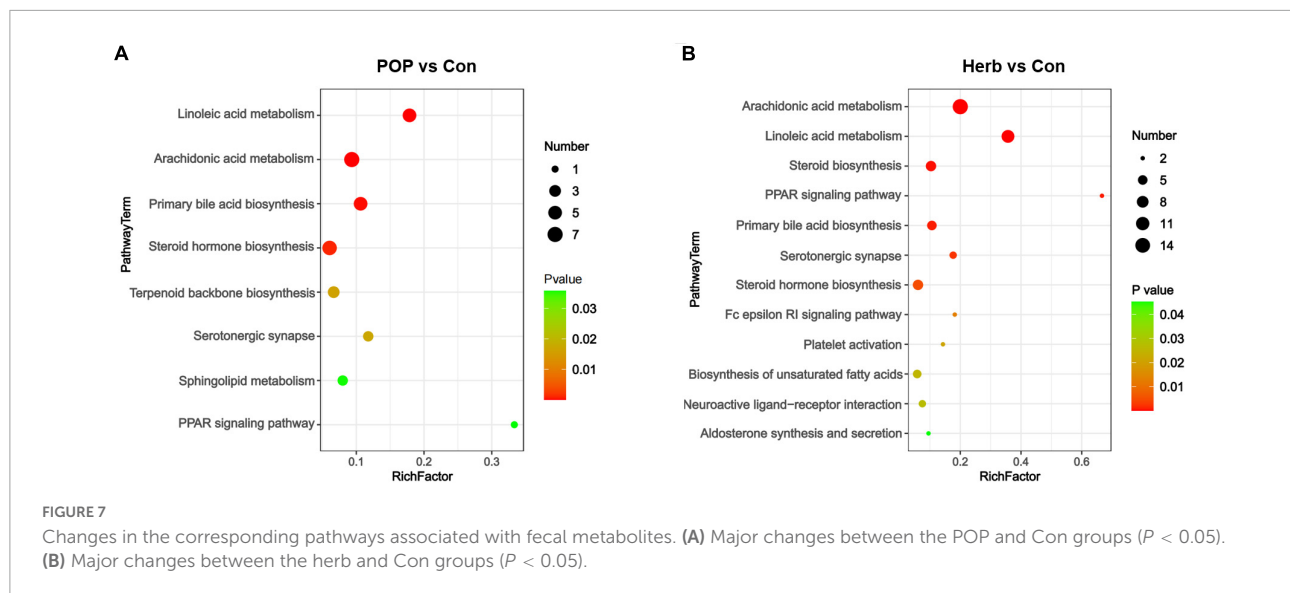 A
POP vs Con
PathwayTerm
Linoleic acid metabolism
Arachidonic acid metabolism
Primary bile acid biosynthesis
Steroid hormone biosynthesis
Terpenoid backbone biosynthesis
Serotonergic synapse
Sphingolipid metabolism
PPAR signaling pathway
0.1 0.2 0.3
RichFactor
Number
1
3
5
7
Pvalue
0.03
0.02
0.01
B
Herb vs Con
PathwayTerm
Arachidonic acid metabolism
Linoleic acid metabolism
Steroid biosynthesis
PPAR signaling pathway
Primary bile acid biosynthesis
Serotonergic synapse
Steroid hormone biosynthesis
Fc epsilon RI signaling pathway
Platelet activation
Biosynthesis of unsaturated fatty acids
Neuroactive ligand−receptor interaction
Aldosterone synthesis and secretion
0.2 0.4 0.6
RichFactor
Number
2
5
8
11
14
P value
0.04
0.03
0.02
0.01
FIGURE 7
Changes in the corresponding pathways associated with fecal metabolites. (A) Major changes between the POP and Con groups (P < 0.05).
(B) Major changes between the herb and Con groups (P < 0.05).